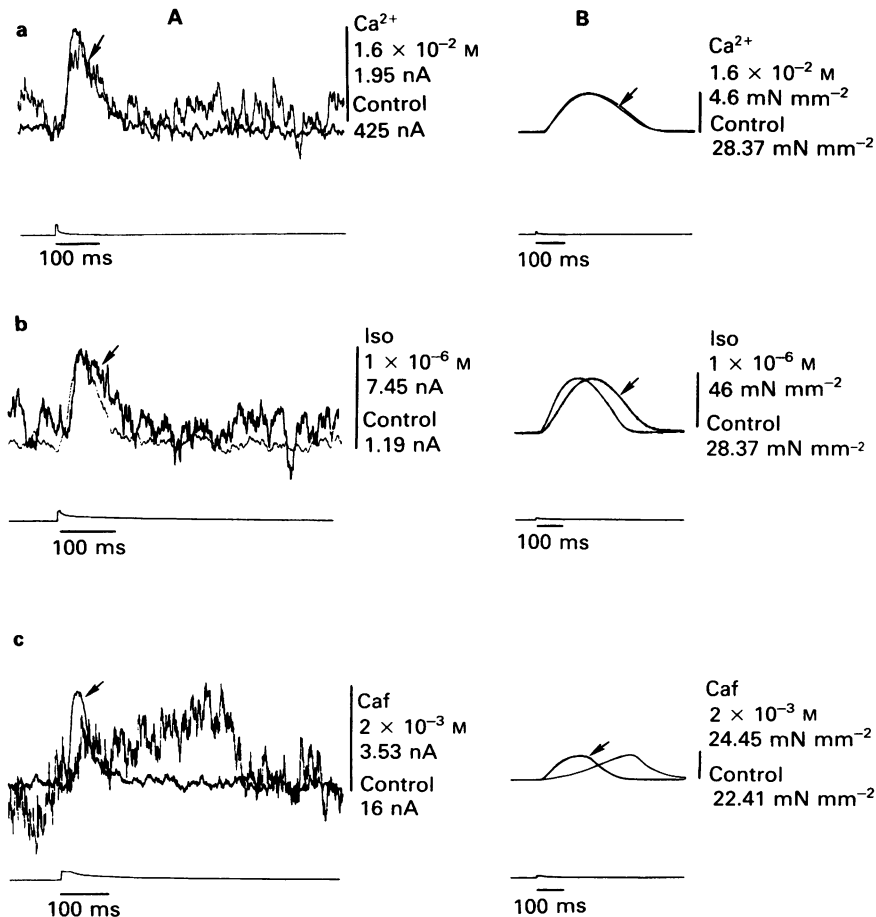 A
B
a
Ca²⁺
1.6 × 10⁻² M
1.95 nA
Control
425 nA
100 ms
Ca²⁺
1.6 × 10⁻² M
4.6 mN mm⁻²
Control
28.37 mN mm⁻²
100 ms
b
Iso
1 × 10⁻⁶ M
7.45 nA
Control
1.19 nA
100 ms
Iso
1 × 10⁻⁶ M
46 mN mm⁻²
Control
28.37 mN mm⁻²
100 ms
c
Caf
2 × 10⁻³ M
3.53 nA
Control
16 nA
100 ms
Caf
2 × 10⁻³ M
24.45 mN mm⁻²
Control
22.41 mN mm⁻²
100 ms